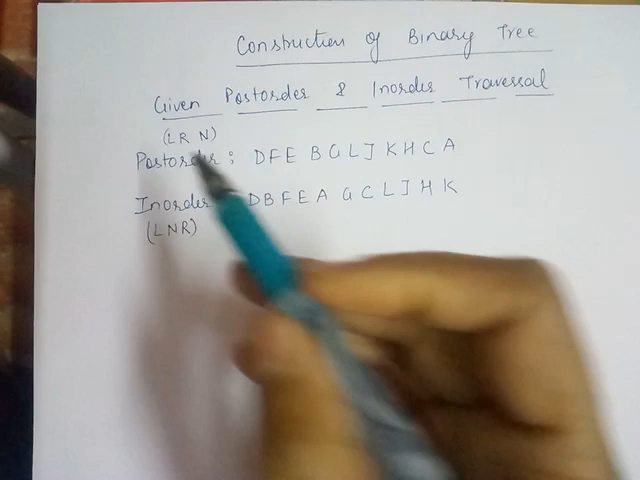 Construction of Binary Tree
Given Postorder & Inorder Traversal
(LRN)
Postorder: DFE BGLJKHCA
Inorder DBFEAGCLJHK
(LNR)